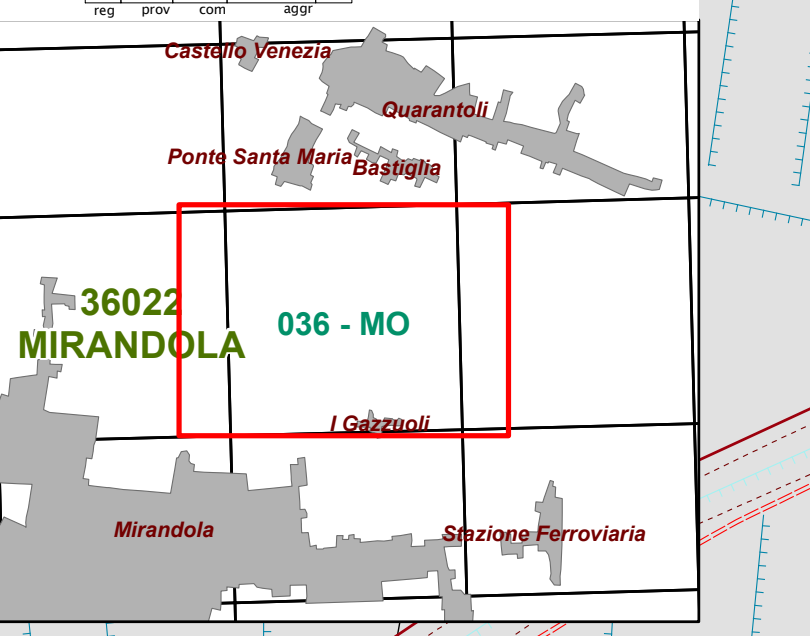 reg prov com aggr
Castello Venezia
Quarantoli
Ponte Santa Maria
Bastiglia
36022
MIRANDOLA
036 - MO
I Gazzuoli
Mirandola
Stazione Ferroviaria